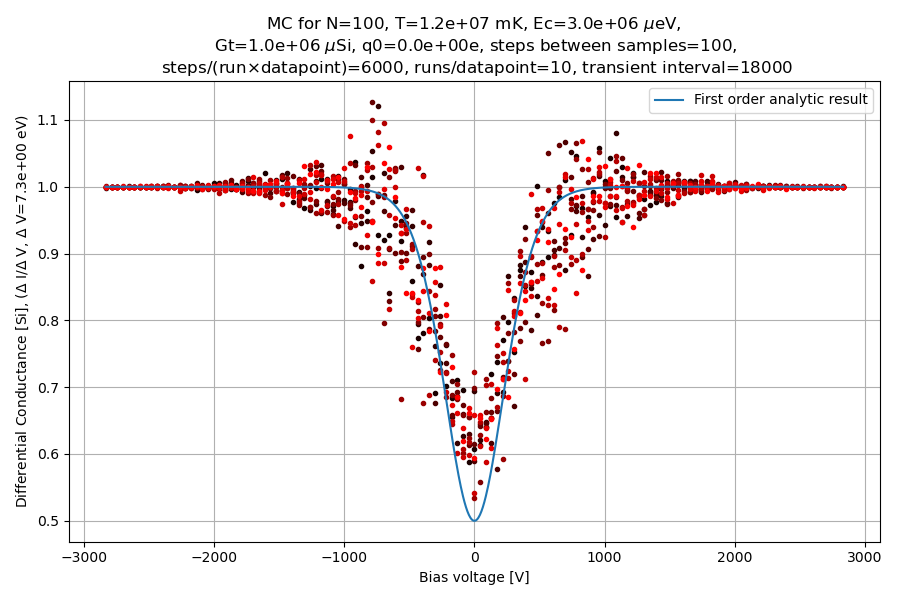 MC for N=100, T=1.2e+07 mK, Ec=3.0e+06 μeV,
Gt=1.0e+06 μSi, q0=0.0e+00e, steps between samples=100,
steps/(run×datapoint)=6000, runs/datapoint=10, transient interval=18000
First order analytic result
Differential Conductance [Si], (Δ I/Δ V, Δ V=7.3e+00 eV)
1.1
1.0
0.9
0.8
0.7
0.6
0.5
−3000 −2000 −1000 0 1000 2000 3000
Bias voltage [V]